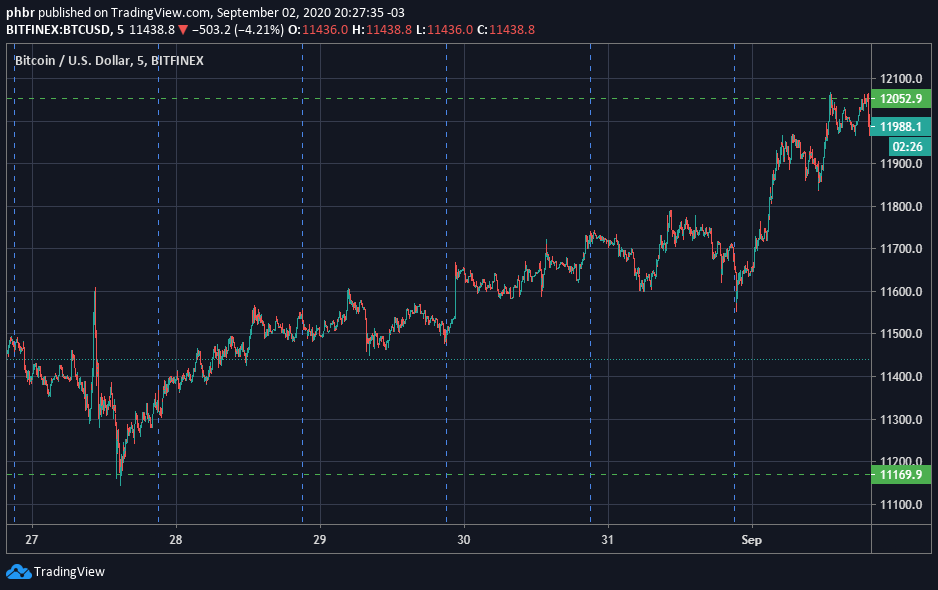 phbr published on TradingView.com, September 02, 2020 20:27:35 -03
BITFINEX:BTCUSD, 5 11438.8 ▼ −503.2 (−4.21%) O:11436.0 H:11438.8 L:11436.0 C:11438.8
Bitcoin / U.S. Dollar, 5, BITFINEX
12100.0
12052.9
11988.1
02:26
11900.0
11800.0
11700.0
11600.0
11500.0
11400.0
11300.0
11200.0
11169.9
11100.0
27 28 29 30 31 Sep
TradingView